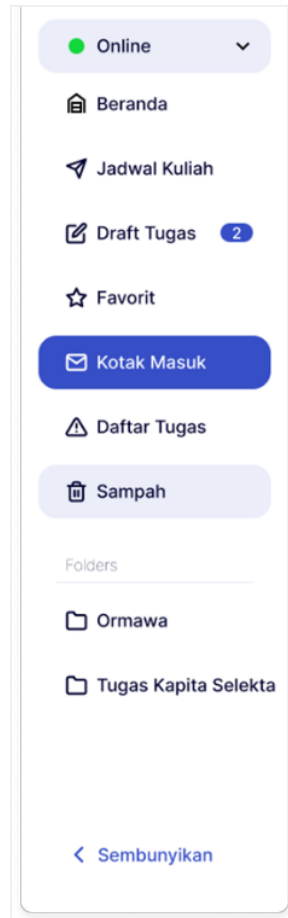 Online
Beranda
Jadwal Kuliah
Draft Tugas 2
Favorit
Kotak Masuk
Daftar Tugas
Sampah
Folders
Ormawa
Tugas Kapita Selekta
Sembunyikan